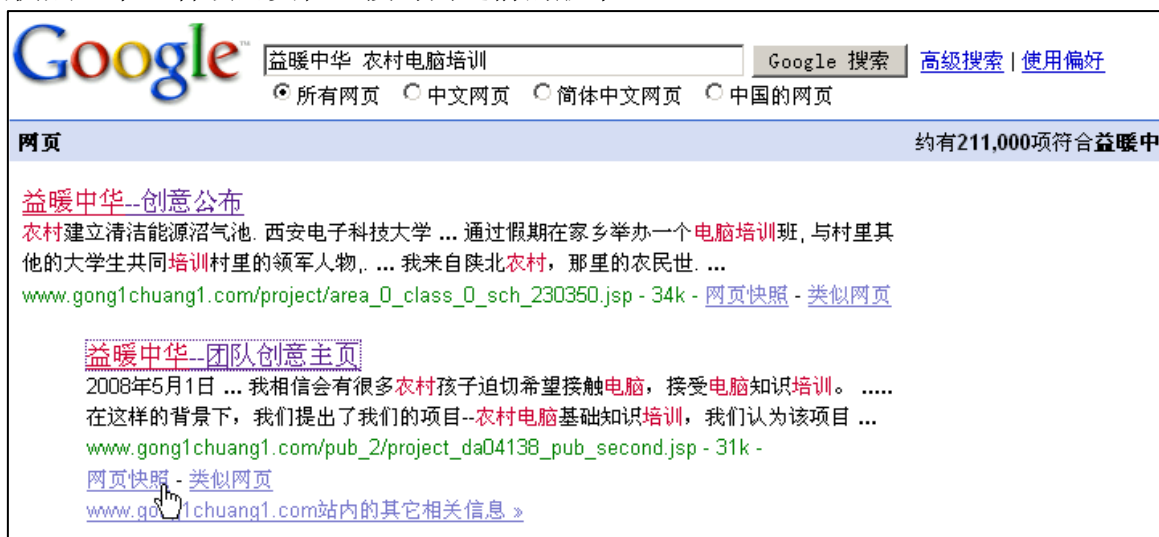 Google™ 益暖中华 农村电脑培训 Google 搜索 高级搜索 | 使用偏好
所有网页 中文网页 简体中文网页 中国的网页
网页 约有211,000项符合益暖中
益暖中华--创意公布
农村建立清洁能源沼气池. 西安电子科技大学 ... 通过假期在家乡举办一个电脑培训班, 与村里其
他的大学生共同培训村里的领军人物,. ... 我来自陕北农村，那里的农民世. ...
www.gong1chuang1.com/project/area_0_class_0_sch_230350.jsp - 34k - 网页快照 - 类似网页
益暖中华--团队创意主页
2008年5月1日 ... 我相信会有很多农村孩子迫切希望接触电脑，接受电脑知识培训。 .....
在这样的背景下，我们提出了我们的项目--农村电脑基础知识培训，我们认为该项目 ...
www.gong1chuang1.com/pub_2/project_da04138_pub_second.jsp - 31k -
网页快照 - 类似网页
www.gong1chuang1.com站内的其它相关信息 »